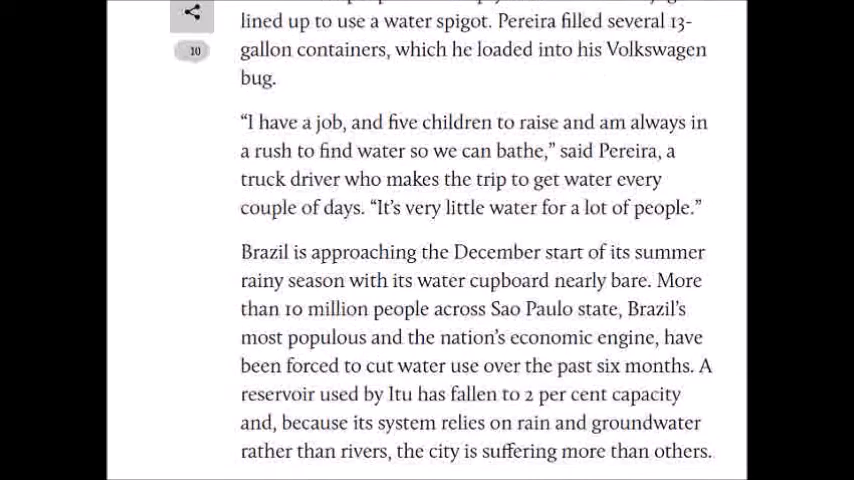 lined up to use a water spigot. Pereira filled several 13-
gallon containers, which he loaded into his Volkswagen
bug.
“I have a job, and five children to raise and am always in
a rush to find water so we can bathe,” said Pereira, a
truck driver who makes the trip to get water every
couple of days. “It’s very little water for a lot of people.”
Brazil is approaching the December start of its summer
rainy season with its water cupboard nearly bare. More
than 10 million people across Sao Paulo state, Brazil’s
most populous and the nation’s economic engine, have
been forced to cut water use over the past six months. A
reservoir used by Itu has fallen to 2 per cent capacity
and, because its system relies on rain and groundwater
rather than rivers, the city is suffering more than others.
10